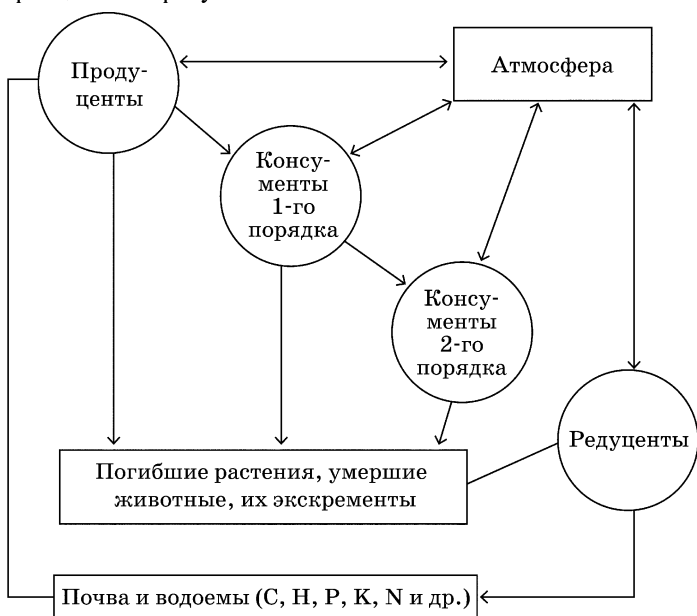 Проду-
центы
Атмосфера
Консу-
менты
1-го
порядка
Консу-
менты
2-го
порядка
Редуценты
Погибшие растения, умершие
животные, их экскременты
Почва и водоемы (C, H, P, K, N и др.)